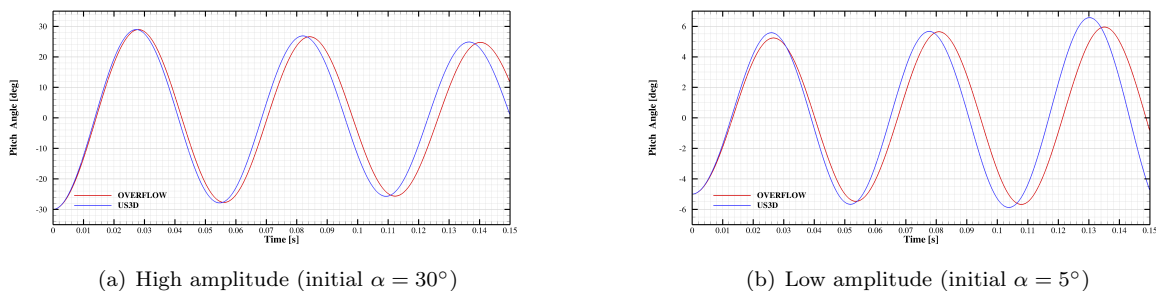 30
20
10
0
-10
-20
-30
Pitch Angle [deg]
OVERFLOW
US3D
0 0.01 0.02 0.03 0.04 0.05 0.06 0.07 0.08 0.09 0.1 0.11 0.12 0.13 0.14 0.15
Time [s]
(a) High amplitude (initial α = 30°)
6
4
2
0
-2
-4
-6
Pitch Angle [deg]
OVERFLOW
US3D
0 0.01 0.02 0.03 0.04 0.05 0.06 0.07 0.08 0.09 0.1 0.11 0.12 0.13 0.14 0.15
Time [s]
(b) Low amplitude (initial α = 5°)